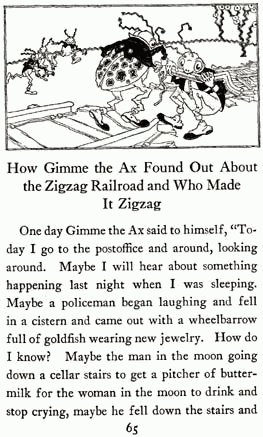 How Gimme the Ax Found Out About
the Zigzag Railroad and Who Made
It Zigzag
One day Gimme the Ax said to himself, “To-
day I go to the postoffice and around, looking
around. Maybe I will hear about something
happening last night when I was sleeping.
Maybe a policeman began laughing and fell
in a cistern and came out with a wheelbarrow
full of goldfish wearing new jewelry. How do
I know? Maybe the man in the moon going
down a cellar stairs to get a pitcher of butter-
milk for the woman in the moon to drink and
stop crying, maybe he fell down the stairs and
65